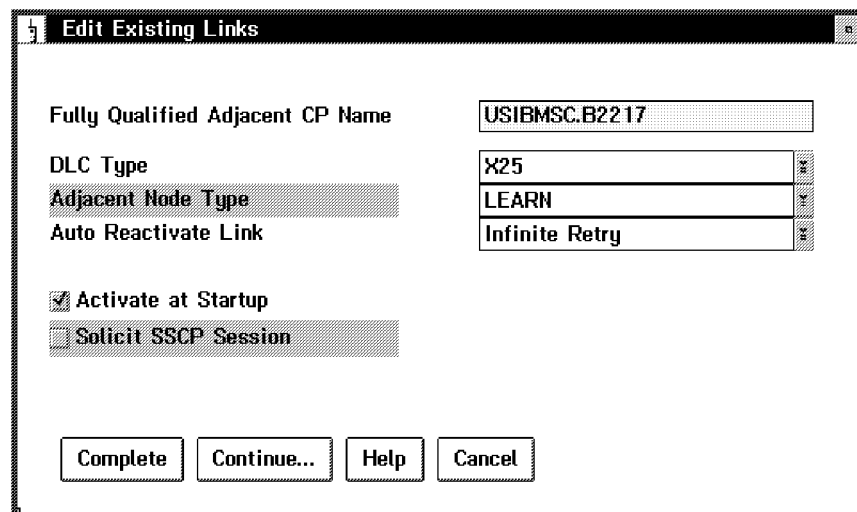 Edit Existing Links
Fully Qualified Adjacent CP Name USIBMSC.B2217
DLC Type X25
Adjacent Node Type LEARN
Auto Reactivate Link Infinite Retry
Activate at Startup
Solicit SSCP Session
Complete Continue... Help Cancel